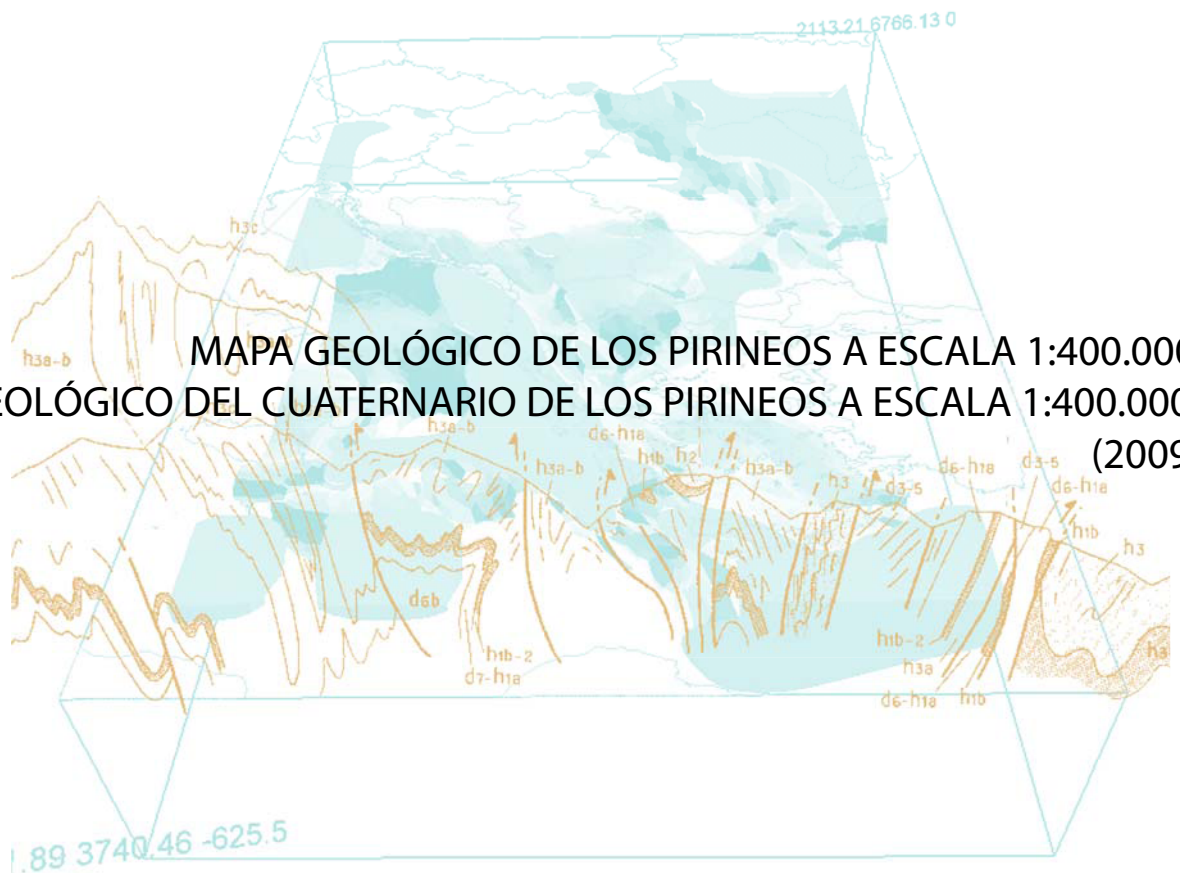 2113.21 6766.13 0
h3c
h3a-b
MAPA GEOLÓGICO DE LOS PIRINEOS A ESCALA 1:400.000
EOLÓGICO DEL CUATERNARIO DE LOS PIRINEOS A ESCALA 1:400.000
(2009
h3a-b
d6-h1a
h3a-b
h1b
h2
h3a-b
h3
d3-5
d6-h1a
d3-5
d6-h1a
h1b
h3
d6b
h1b-2
d7-h1a
h1b-2
h3a
d6-h1a
h1b
h3
.89 3740.46 -625.5